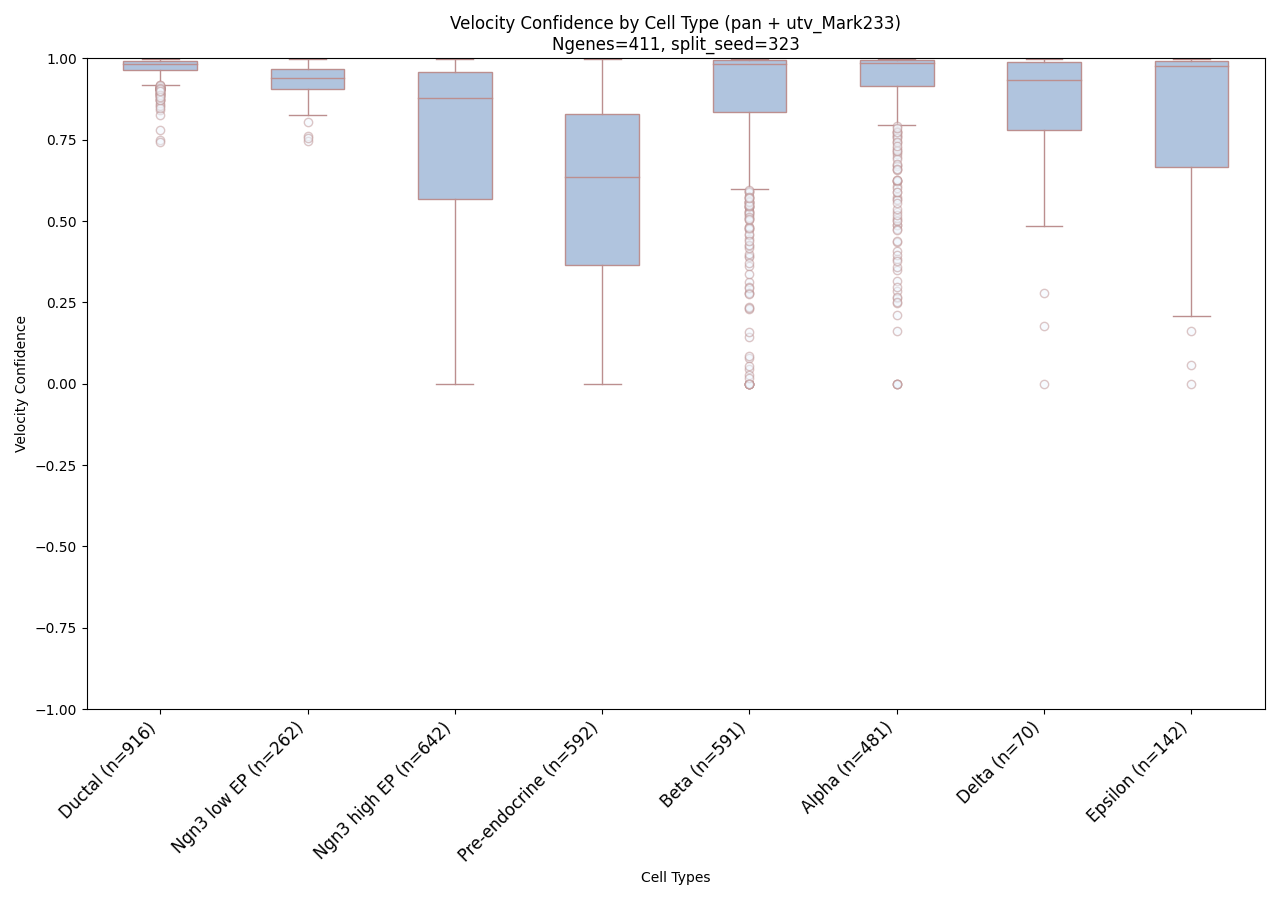 Velocity Confidence by Cell Type (pan + utv_Mark233)
Ngenes=411, split_seed=323
Velocity Confidence
1.00
0.75
0.50
0.25
0.00
−0.25
−0.50
−0.75
−1.00
Ductal (n=916)
Ngn3 low EP (n=262)
Ngn3 high EP (n=642)
Pre-endocrine (n=592)
Beta (n=591)
Alpha (n=481)
Delta (n=70)
Epsilon (n=142)
Cell Types